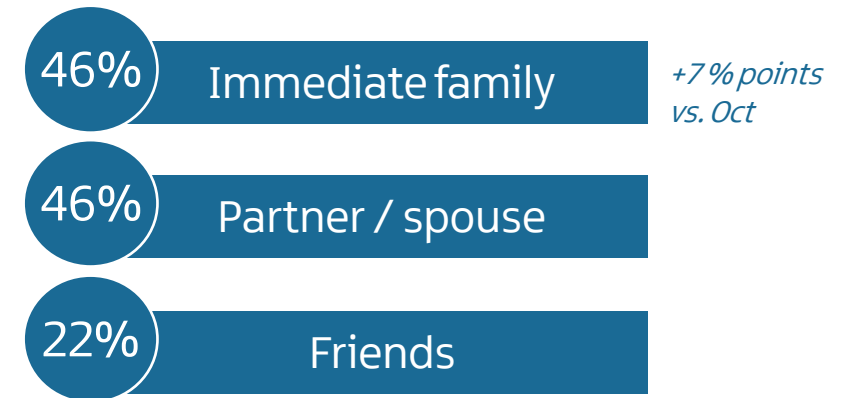 46%
Immediate family
+7 % points
vs. Oct
46%
Partner / spouse
22%
Friends